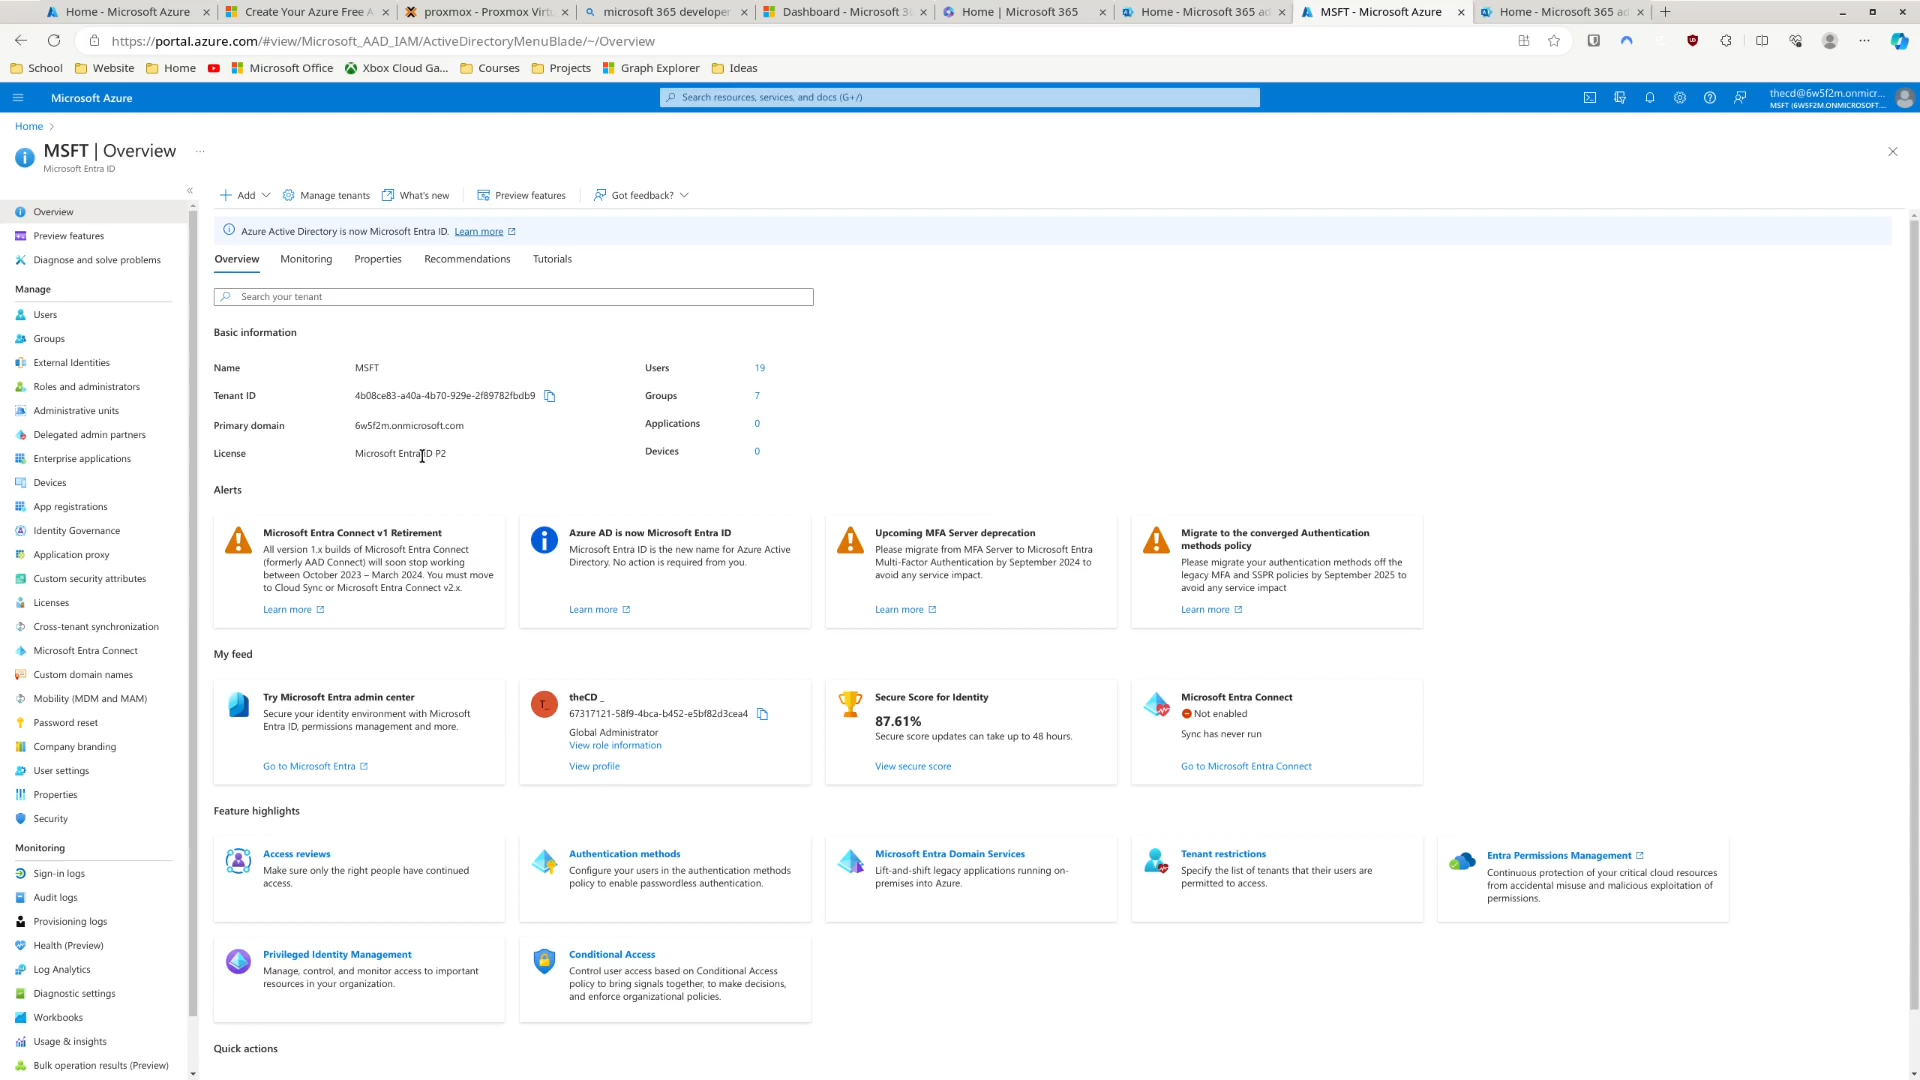 Home - Microsoft Azure
Create Your Azure Free A
proxmox - Proxmox Virtu
microsoft 365 developer
Dashboard - Microsoft 36
Home | Microsoft 365
Home - Microsoft 365 ad
MSFT - Microsoft Azure
Home - Microsoft 365 ad
https://portal.azure.com/#view/Microsoft_AAD_IAM/ActiveDirectoryMenuBlade/~/Overview
School
Website
Home
Microsoft Office
Xbox Cloud Ga...
Courses
Projects
Graph Explorer
Ideas
Microsoft Azure
Search resources, services, and docs (G+/)
thecd@6w5f2m.onmicr...
MSFT (6W5F2M.ONMICROSOFT....
Home >
MSFT | Overview ...
Microsoft Entra ID
Add
Manage tenants
What's new
Preview features
Got feedback?
Overview
Preview features
Diagnose and solve problems
Manage
Users
Groups
External Identities
Roles and administrators
Administrative units
Delegated admin partners
Enterprise applications
Devices
App registrations
Identity Governance
Application proxy
Custom security attributes
Licenses
Cross-tenant synchronization
Microsoft Entra Connect
Custom domain names
Mobility (MDM and MAM)
Password reset
Company branding
User settings
Properties
Security
Monitoring
Sign-in logs
Audit logs
Provisioning logs
Health (Preview)
Log Analytics
Diagnostic settings
Workbooks
Usage & insights
Bulk operation results (Preview)
Azure Active Directory is now Microsoft Entra ID. Learn more
Overview
Monitoring
Properties
Recommendations
Tutorials
Search your tenant
Basic information
Name MSFT
Users 19
Tenant ID 4b08ce83-a40a-4b70-929e-2f89782fbdb9
Groups 7
Primary domain 6w5f2m.onmicrosoft.com
Applications 0
License Microsoft Entra ID P2
Devices 0
Alerts
Microsoft Entra Connect v1 Retirement
All version 1.x builds of Microsoft Entra Connect
(formerly AAD Connect) will soon stop working
between October 2023 – March 2024. You must move
to Cloud Sync or Microsoft Entra Connect v2.x.
Learn more
Azure AD is now Microsoft Entra ID
Microsoft Entra ID is the new name for Azure Active
Directory. No action is required from you.
Learn more
Upcoming MFA Server deprecation
Please migrate from MFA Server to Microsoft Entra
Multi-Factor Authentication by September 2024 to
avoid any service impact.
Learn more
Migrate to the converged Authentication
methods policy
Please migrate your authentication methods off the
legacy MFA and SSPR policies by September 2025 to
avoid any service impact
Learn more
My feed
Try Microsoft Entra admin center
Secure your identity environment with Microsoft
Entra ID, permissions management and more.
Go to Microsoft Entra
T_
theCD _
67317121-58f9-4bca-b452-e5bf82d3cea4
Global Administrator
View role information
View profile
Secure Score for Identity
87.61%
Secure score updates can take up to 48 hours.
View secure score
Microsoft Entra Connect
Not enabled
Sync has never run
Go to Microsoft Entra Connect
Feature highlights
Access reviews
Make sure only the right people have continued
access.
Authentication methods
Configure your users in the authentication methods
policy to enable passwordless authentication.
Microsoft Entra Domain Services
Lift-and-shift legacy applications running on-
premises into Azure.
Tenant restrictions
Specify the list of tenants that their users are
permitted to access.
Entra Permissions Management
Continuous protection of your critical cloud resources
from accidental misuse and malicious exploitation of
permissions.
Privileged Identity Management
Manage, control, and monitor access to important
resources in your organization.
Conditional Access
Control user access based on Conditional Access
policy to bring signals together, to make decisions,
and enforce organizational policies.
Quick actions